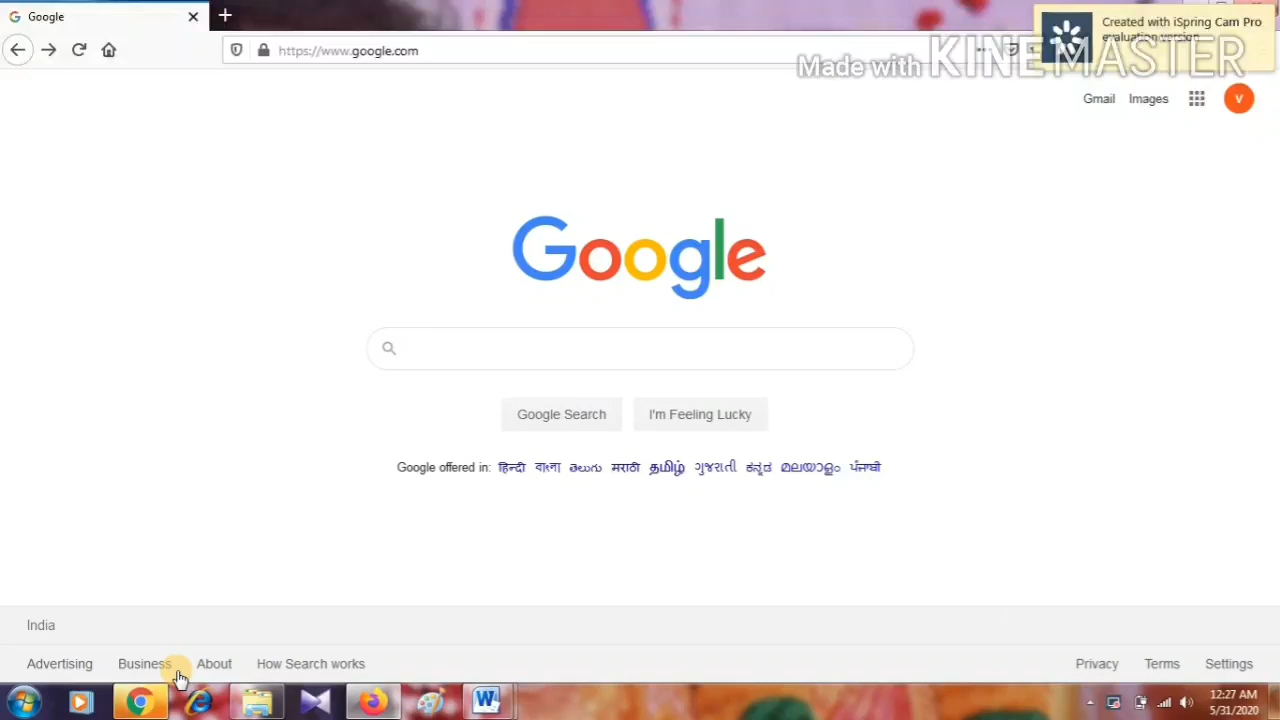 Google
Created with iSpring Cam Pro
evaluation version
Made with KINEMASTER
https://www.google.com
Gmail Images V
Google
Google Search I'm Feeling Lucky
Google offered in: हिन्दी বাংলা తెలుగు मराठी தமிழ் ગુજરાતી ಕನ್ನಡ മലയാളം ਪੰਜਾਬੀ
India
Advertising Business About How Search works Privacy Terms Settings
12:27 AM
5/31/2020